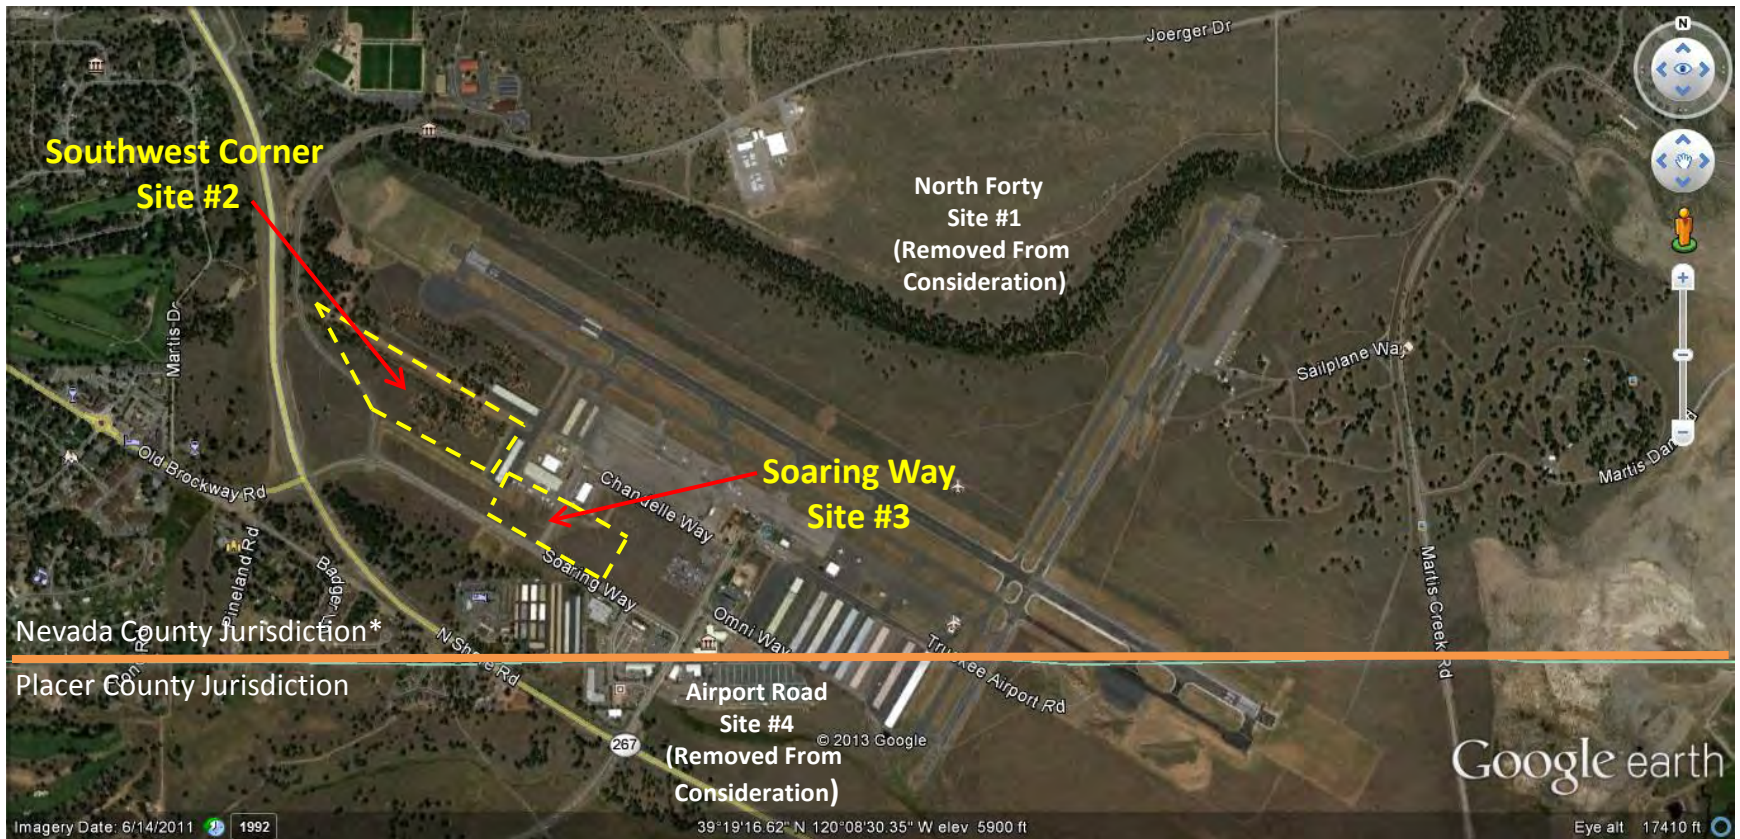 Joerger Dr
N
Southwest Corner
Site #2
North Forty
Site #1
(Removed From
Consideration)
Martis Dr
Sailplane Way
Old Brockway Rd
Martis Dam Rd
Soaring Way
Site #3
Chandelle Way
Soaring Way
Pineland Rd
Martis Creek Rd
Omni Way
Truckee Airport Rd
N Shore Rd
Nevada County Jurisdiction*
Placer County Jurisdiction
Airport Road
Site #4
(Removed From
Consideration)
267
© 2013 Google
Google earth
Imagery Date: 6/14/2011
1992
39°19'16.62" N 120°08'30.35" W elev 5900 ft
Eye alt 17410 ft